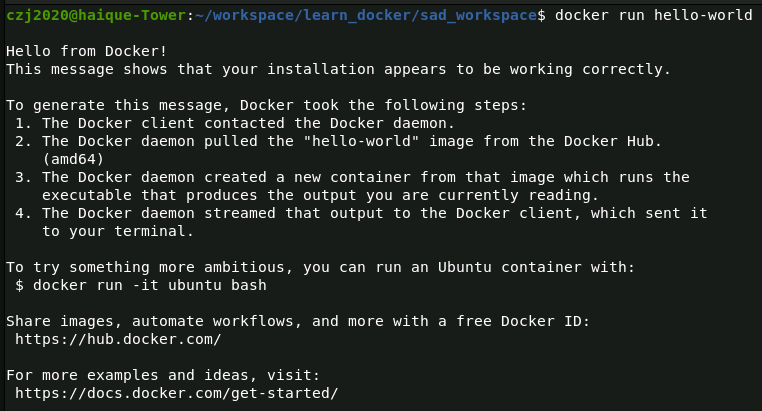 czj2020@haique-Tower:~/workspace/learn_docker/sad_workspace$ docker run hello-world
Hello from Docker!
This message shows that your installation appears to be working correctly.
To generate this message, Docker took the following steps:
1. The Docker client contacted the Docker daemon.
2. The Docker daemon pulled the "hello-world" image from the Docker Hub.
(amd64)
3. The Docker daemon created a new container from that image which runs the
executable that produces the output you are currently reading.
4. The Docker daemon streamed that output to the Docker client, which sent it
to your terminal.
To try something more ambitious, you can run an Ubuntu container with:
$ docker run -it ubuntu bash
Share images, automate workflows, and more with a free Docker ID:
https://hub.docker.com/
For more examples and ideas, visit:
https://docs.docker.com/get-started/